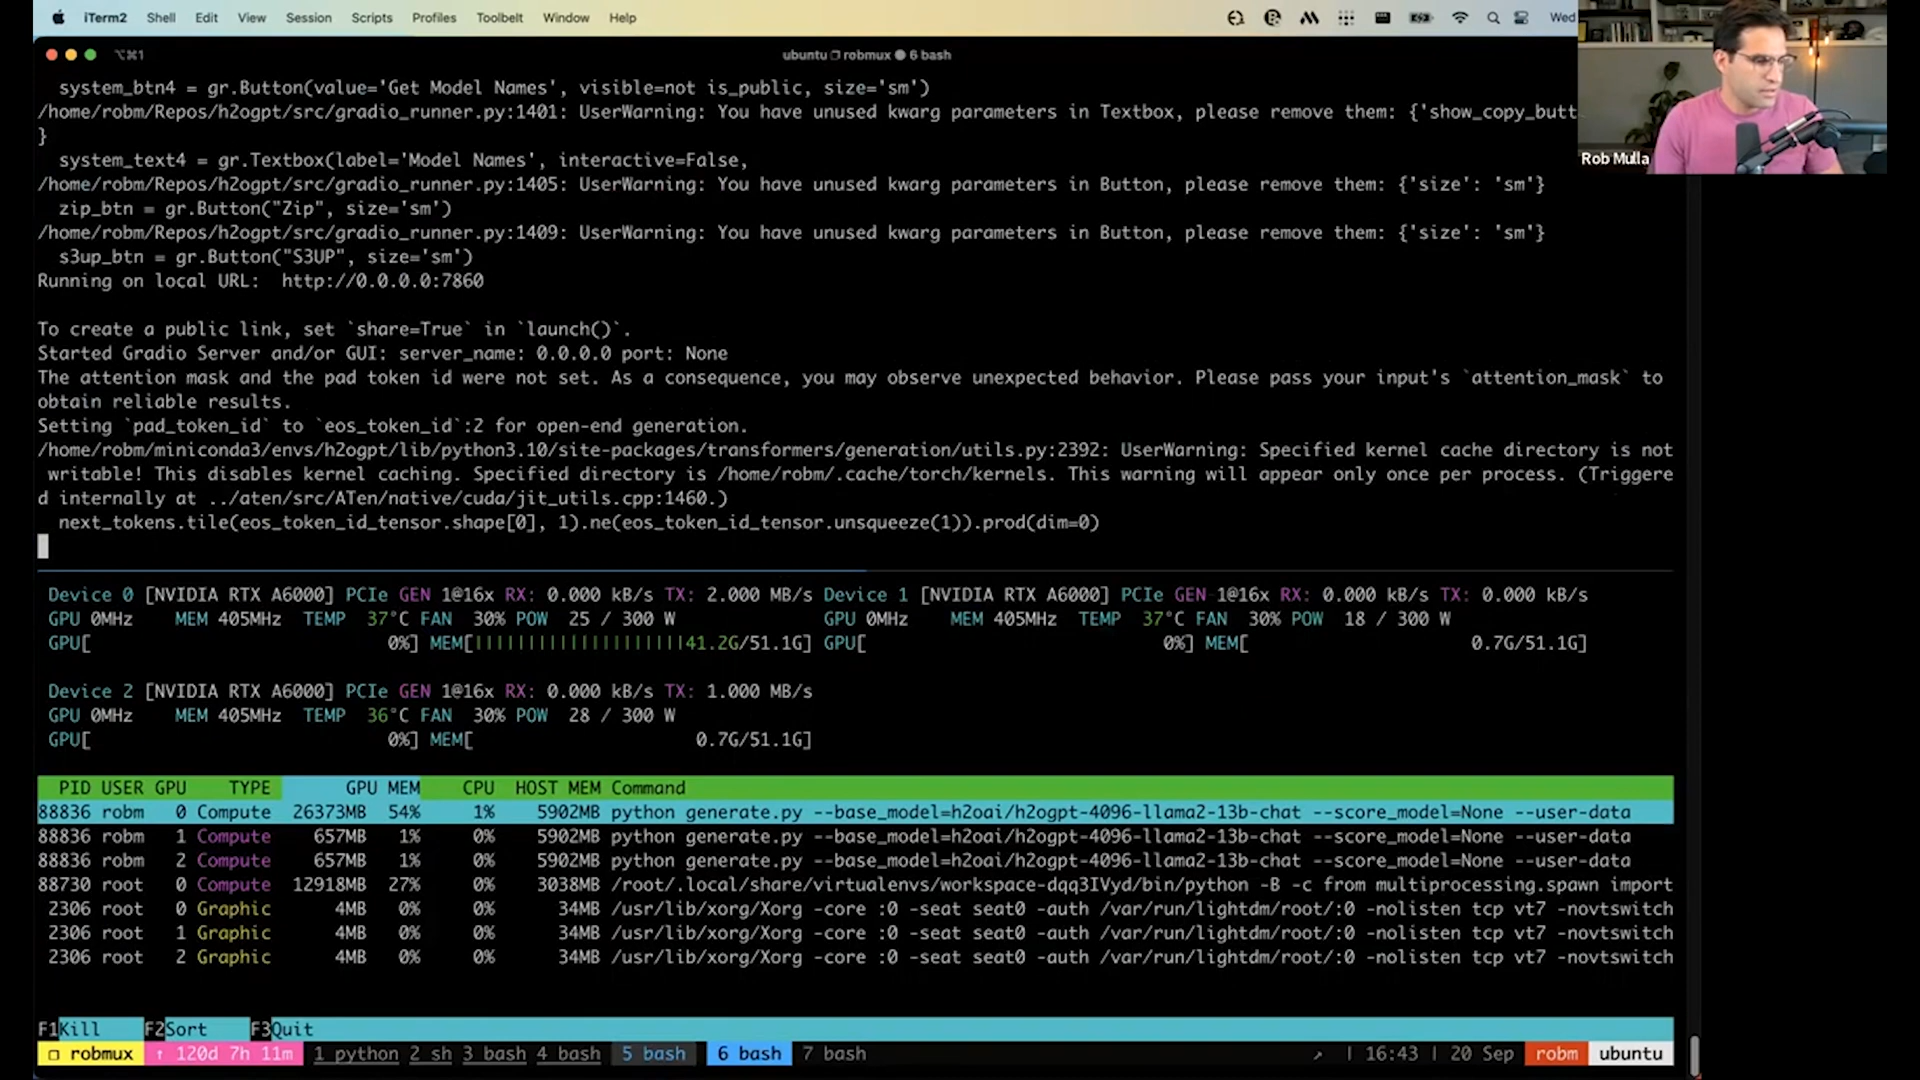 iTerm2 Shell Edit View Session Scripts Profiles Toolbelt Window Help Wed
⌥⌘1 ubuntu ❐ robmux ● 6 bash
system_btn4 = gr.Button(value='Get Model Names', visible=not is_public, size='sm')
/home/robm/Repos/h2ogpt/src/gradio_runner.py:1401: UserWarning: You have unused kwarg parameters in Textbox, please remove them: {'show_copy_butt
}
system_text4 = gr.Textbox(label='Model Names', interactive=False,
/home/robm/Repos/h2ogpt/src/gradio_runner.py:1405: UserWarning: You have unused kwarg parameters in Button, please remove them: {'size': 'sm'}
zip_btn = gr.Button("Zip", size='sm')
/home/robm/Repos/h2ogpt/src/gradio_runner.py:1409: UserWarning: You have unused kwarg parameters in Button, please remove them: {'size': 'sm'}
s3up_btn = gr.Button("S3UP", size='sm')
Running on local URL:  http://0.0.0.0:7860
To create a public link, set `share=True` in `launch()`.
Started Gradio Server and/or GUI: server_name: 0.0.0.0 port: None
The attention mask and the pad token id were not set. As a consequence, you may observe unexpected behavior. Please pass your input's `attention_mask` to
obtain reliable results.
Setting `pad_token_id` to `eos_token_id`:2 for open-end generation.
/home/robm/miniconda3/envs/h2ogpt/lib/python3.10/site-packages/transformers/generation/utils.py:2392: UserWarning: Specified kernel cache directory is not
writable! This disables kernel caching. Specified directory is /home/robm/.cache/torch/kernels. This warning will appear only once per process. (Triggere
d internally at ../aten/src/ATen/native/cuda/jit_utils.cpp:1460.)
next_tokens.tile(eos_token_id_tensor.shape[0], 1).ne(eos_token_id_tensor.unsqueeze(1)).prod(dim=0)
Rob Mulla
Device 0 [NVIDIA RTX A6000] PCIe GEN 1@16x RX: 0.000 kB/s TX: 2.000 MB/s Device 1 [NVIDIA RTX A6000] PCIe GEN 1@16x RX: 0.000 kB/s TX: 0.000 kB/s
GPU 0MHz MEM 405MHz TEMP 37°C FAN 30% POW 25 / 300 W GPU 0MHz MEM 405MHz TEMP 37°C FAN 30% POW 18 / 300 W
GPU[ 0%] MEM[||||||||||||||||||||41.2G/51.1G] GPU[ 0%] MEM[ 0.7G/51.1G]
Device 2 [NVIDIA RTX A6000] PCIe GEN 1@16x RX: 0.000 kB/s TX: 1.000 MB/s
GPU 0MHz MEM 405MHz TEMP 36°C FAN 30% POW 28 / 300 W
GPU[ 0%] MEM[ 0.7G/51.1G]
PID USER GPU TYPE GPU MEM CPU HOST MEM Command
88836 robm 0 Compute 26373MB 54% 1% 5902MB python generate.py --base_model=h2oai/h2ogpt-4096-llama2-13b-chat --score_model=None --user-data
88836 robm 1 Compute 657MB 1% 0% 5902MB python generate.py --base_model=h2oai/h2ogpt-4096-llama2-13b-chat --score_model=None --user-data
88836 robm 2 Compute 657MB 1% 0% 5902MB python generate.py --base_model=h2oai/h2ogpt-4096-llama2-13b-chat --score_model=None --user-data
88730 root 0 Compute 12918MB 27% 0% 3038MB /root/.local/share/virtualenvs/workspace-dqq3IVyd/bin/python -B -c from multiprocessing.spawn import
2306 root 0 Graphic 4MB 0% 0% 34MB /usr/lib/xorg/Xorg -core :0 -seat seat0 -auth /var/run/lightdm/root/:0 -nolisten tcp vt7 -novtswitch
2306 root 1 Graphic 4MB 0% 0% 34MB /usr/lib/xorg/Xorg -core :0 -seat seat0 -auth /var/run/lightdm/root/:0 -nolisten tcp vt7 -novtswitch
2306 root 2 Graphic 4MB 0% 0% 34MB /usr/lib/xorg/Xorg -core :0 -seat seat0 -auth /var/run/lightdm/root/:0 -nolisten tcp vt7 -novtswitch
F1Kill F2Sort F3Quit
❐ robmux ↑ 120d 7h 11m 1 python 2 sh 3 bash 4 bash 5 bash 6 bash 7 bash ↗ | 16:43 | 20 Sep robm ubuntu